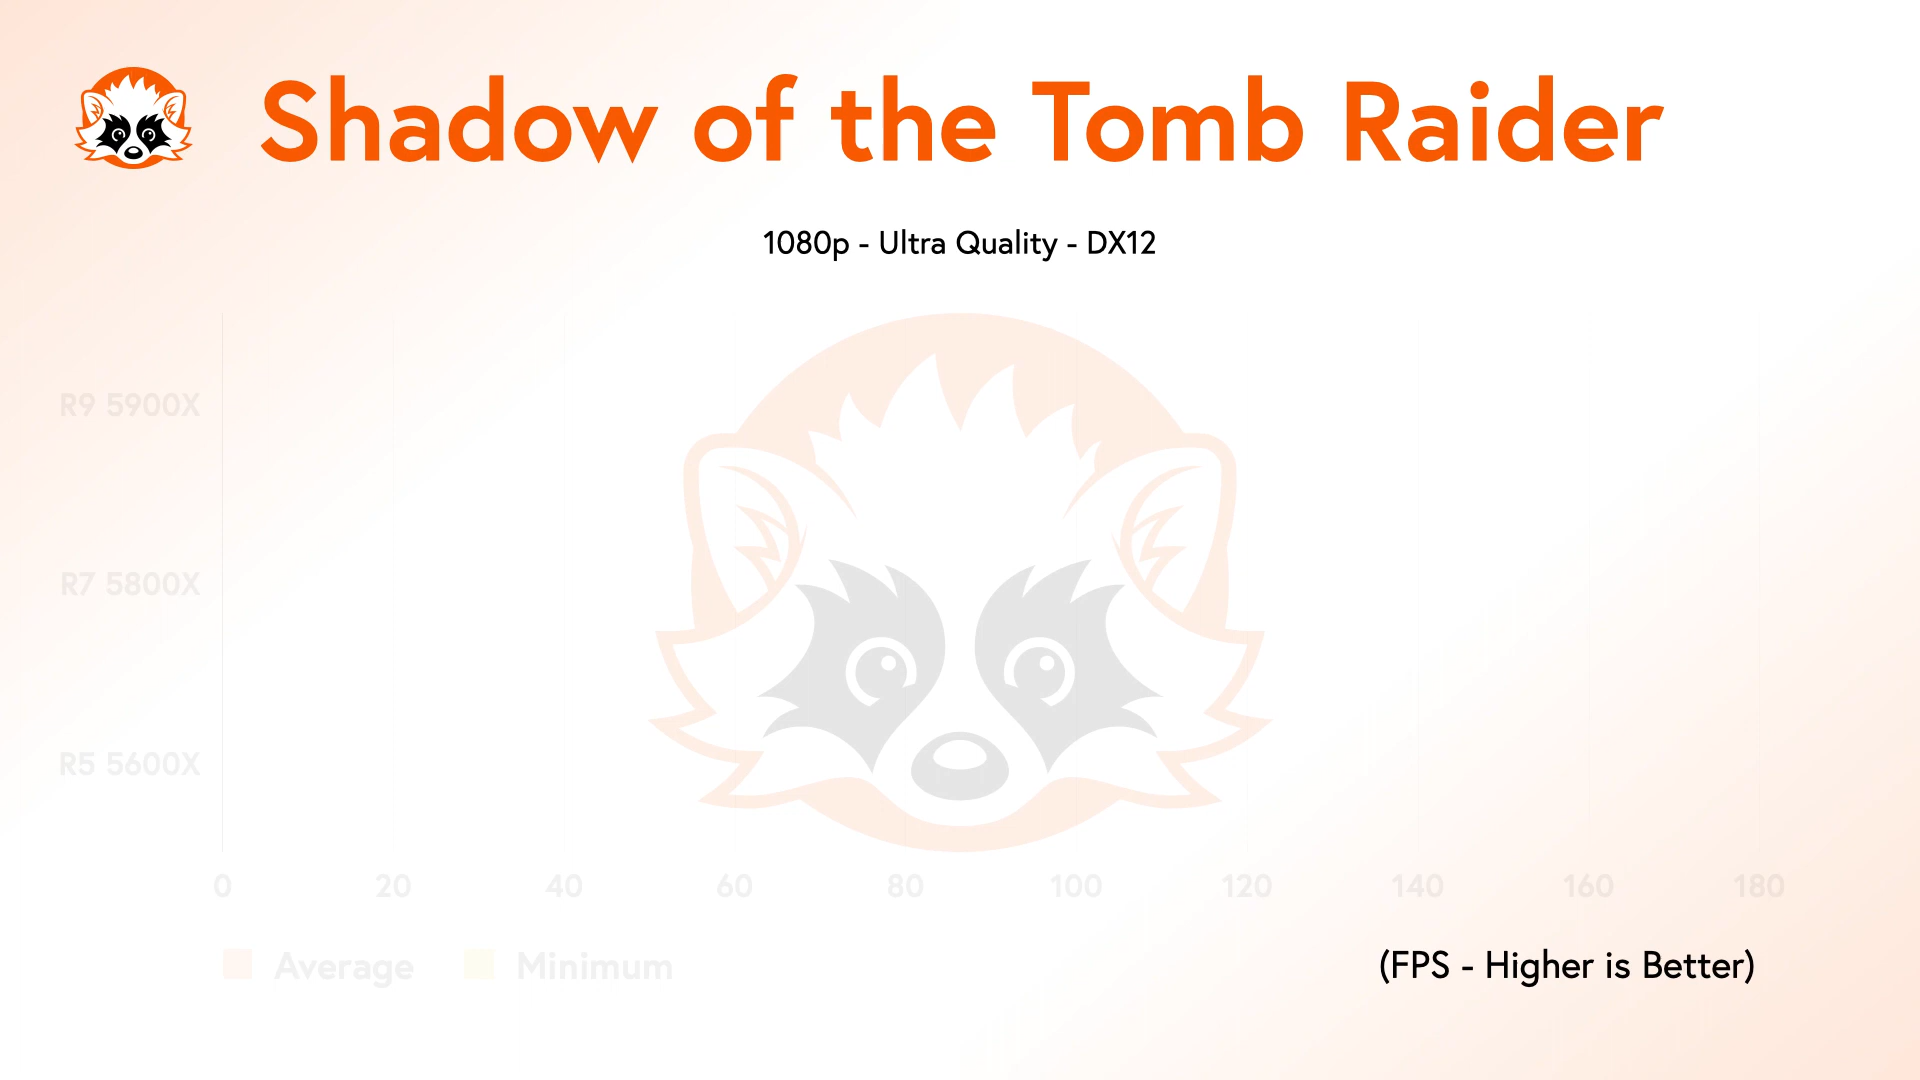 Shadow of the Tomb Raider
1080p - Ultra Quality - DX12
R9 5900X
R7 5800X
R5 5600X
0 20 40 60 80 100 120 140 160 180
Average Minimum
(FPS - Higher is Better)